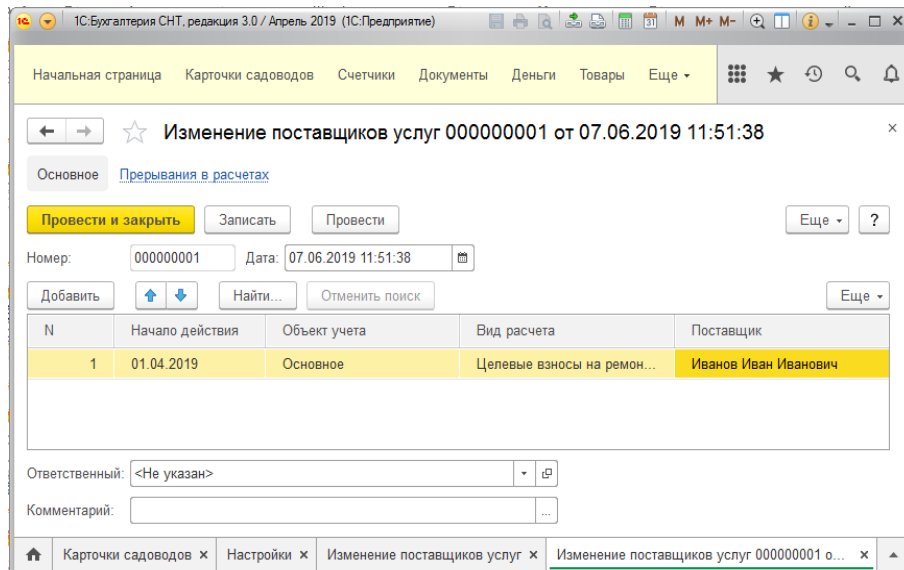 1С:Бухгалтерия СНТ, редакция 3.0 / Апрель 2019 (1С:Предприятие) 31 M M+ M-
Начальная страница Карточки садоводов Счетчики Документы Деньги Товары Еще
Изменение поставщиков услуг 000000001 от 07.06.2019 11:51:38
Основное Прерывания в расчетах
Провести и закрыть Записать Провести Еще ?
Номер: 000000001 Дата: 07.06.2019 11:51:38
Добавить Найти... Отменить поиск Еще
N Начало действия Объект учета Вид расчета Поставщик
1 01.04.2019 Основное Целевые взносы на ремон... Иванов Иван Иванович
Ответственный: <Не указан>
Комментарий: ...
Карточки садоводов × Настройки × Изменение поставщиков услуг × Изменение поставщиков услуг 000000001 о... ×